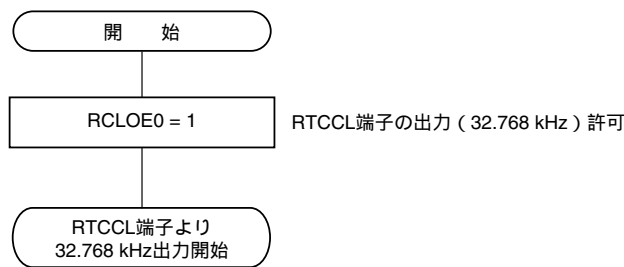 開　　始
RCLOE0 = 1
RTCCL端子の出力（32.768 kHz）許可
RTCCL端子より
32.768 kHz出力開始